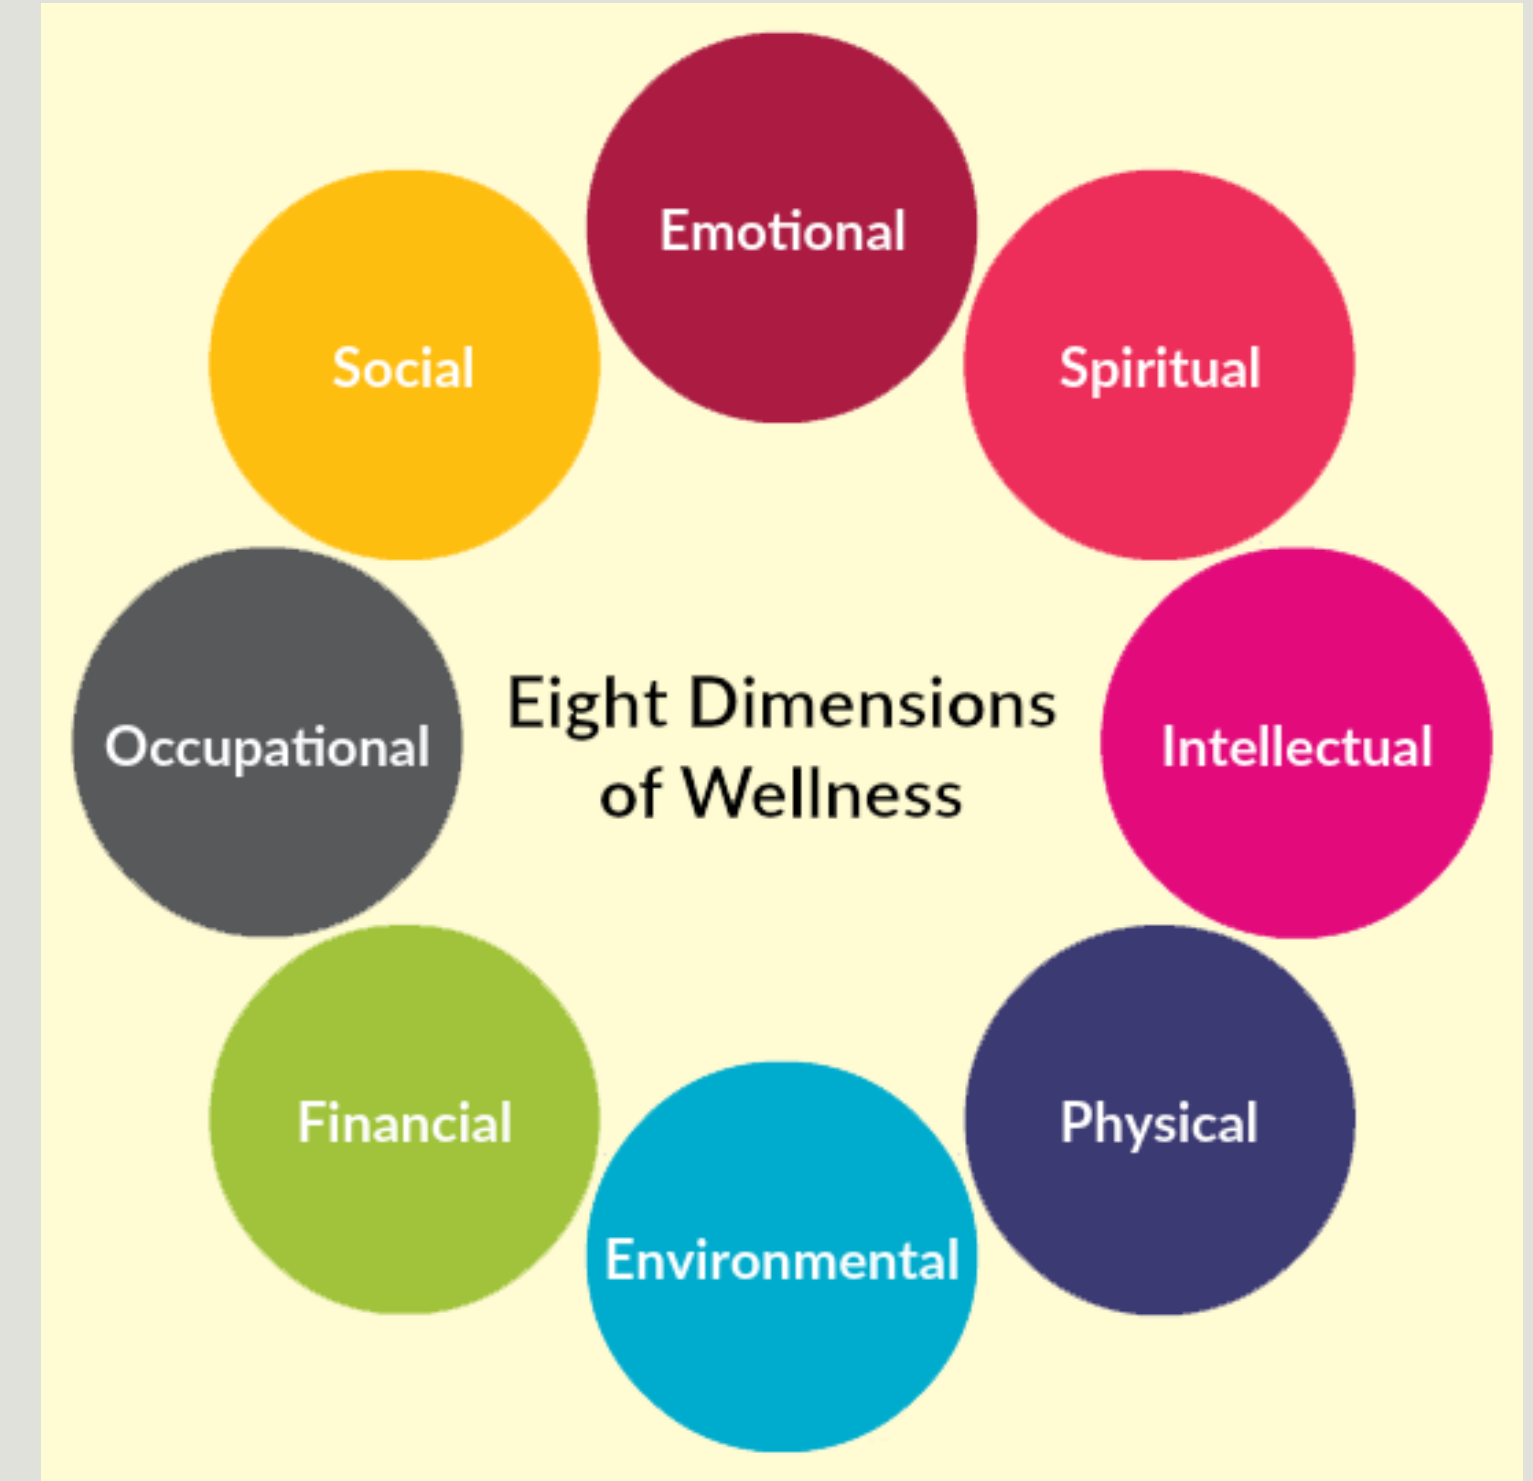 Emotional
Social
Spiritual
Eight Dimensions
of Wellness
Occupational
Intellectual
Financial
Physical
Environmental